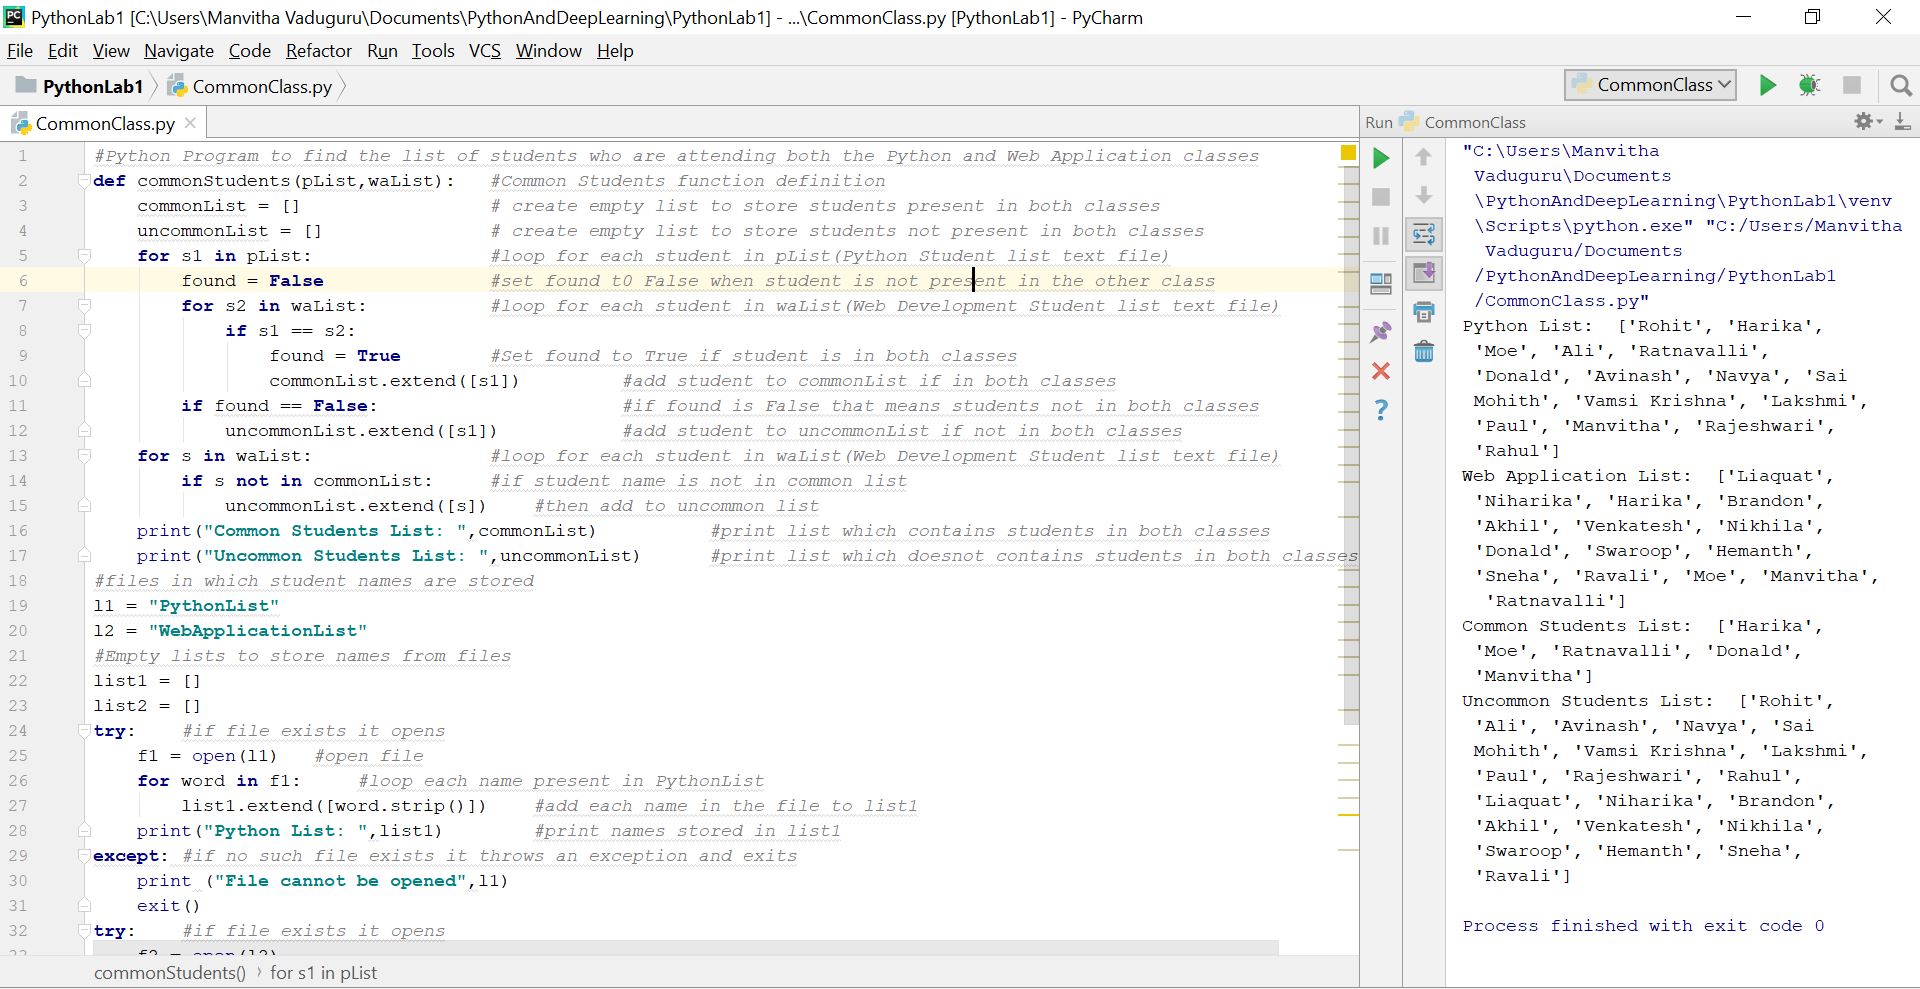 PythonLab1 [C:\Users\Manvitha Vaduguru\Documents\PythonAndDeepLearning\PythonLab1] - ...\CommonClass.py [PythonLab1] - PyCharm
File Edit View Navigate Code Refactor Run Tools VCS Window Help
PythonLab1 CommonClass.py
CommonClass
CommonClass.py
1 #Python Program to find the list of students who are attending both the Python and Web Application classes
2 def commonStudents(pList,waList): #Common Students function definition
3 commonList = [] # create empty list to store students present in both classes
4 uncommonList = [] # create empty list to store students not present in both classes
5 for s1 in pList: #loop for each student in pList(Python Student list text file)
6 found = False #set found t0 False when student is not present in the other class
7 for s2 in waList: #loop for each student in waList(Web Development Student list text file)
8 if s1 == s2:
9 found = True #Set found to True if student is in both classes
10 commonList.extend([s1]) #add student to commonList if in both classes
11 if found == False: #if found is False that means students not in both classes
12 uncommonList.extend([s1]) #add student to uncommonList if not in both classes
13 for s in waList: #loop for each student in waList(Web Development Student list text file)
14 if s not in commonList: #if student name is not in common list
15 uncommonList.extend([s]) #then add to uncommon list
16 print("Common Students List: ",commonList) #print list which contains students in both classes
17 print("Uncommon Students List: ",uncommonList) #print list which doesnot contains students in both classes
18 #files in which student names are stored
19 l1 = "PythonList"
20 l2 = "WebApplicationList"
21 #Empty lists to store names from files
22 list1 = []
23 list2 = []
24 try: #if file exists it opens
25 f1 = open(l1) #open file
26 for word in f1: #loop each name present in PythonList
27 list1.extend([word.strip()]) #add each name in the file to list1
28 print("Python List: ",list1) #print names stored in list1
29 except: #if no such file exists it throws an exception and exits
30 print ("File cannot be opened",l1)
31 exit()
32 try: #if file exists it opens
commonStudents() for s1 in pList
Run CommonClass
"C:\Users\Manvitha
Vaduguru\Documents
\PythonAndDeepLearning\PythonLab1\venv
\Scripts\python.exe" "C:/Users/Manvitha
Vaduguru/Documents
/PythonAndDeepLearning/PythonLab1
/CommonClass.py"
Python List: ['Rohit', 'Harika',
'Moe', 'Ali', 'Ratnavalli',
'Donald', 'Avinash', 'Navya', 'Sai
Mohith', 'Vamsi Krishna', 'Lakshmi',
'Paul', 'Manvitha', 'Rajeshwari',
'Rahul']
Web Application List: ['Liaquat',
'Niharika', 'Harika', 'Brandon',
'Akhil', 'Venkatesh', 'Nikhila',
'Donald', 'Swaroop', 'Hemanth',
'Sneha', 'Ravali', 'Moe', 'Manvitha',
'Ratnavalli']
Common Students List: ['Harika',
'Moe', 'Ratnavalli', 'Donald',
'Manvitha']
Uncommon Students List: ['Rohit',
'Ali', 'Avinash', 'Navya', 'Sai
Mohith', 'Vamsi Krishna', 'Lakshmi',
'Paul', 'Rajeshwari', 'Rahul',
'Liaquat', 'Niharika', 'Brandon',
'Akhil', 'Venkatesh', 'Nikhila',
'Swaroop', 'Hemanth', 'Sneha',
'Ravali']
Process finished with exit code 0